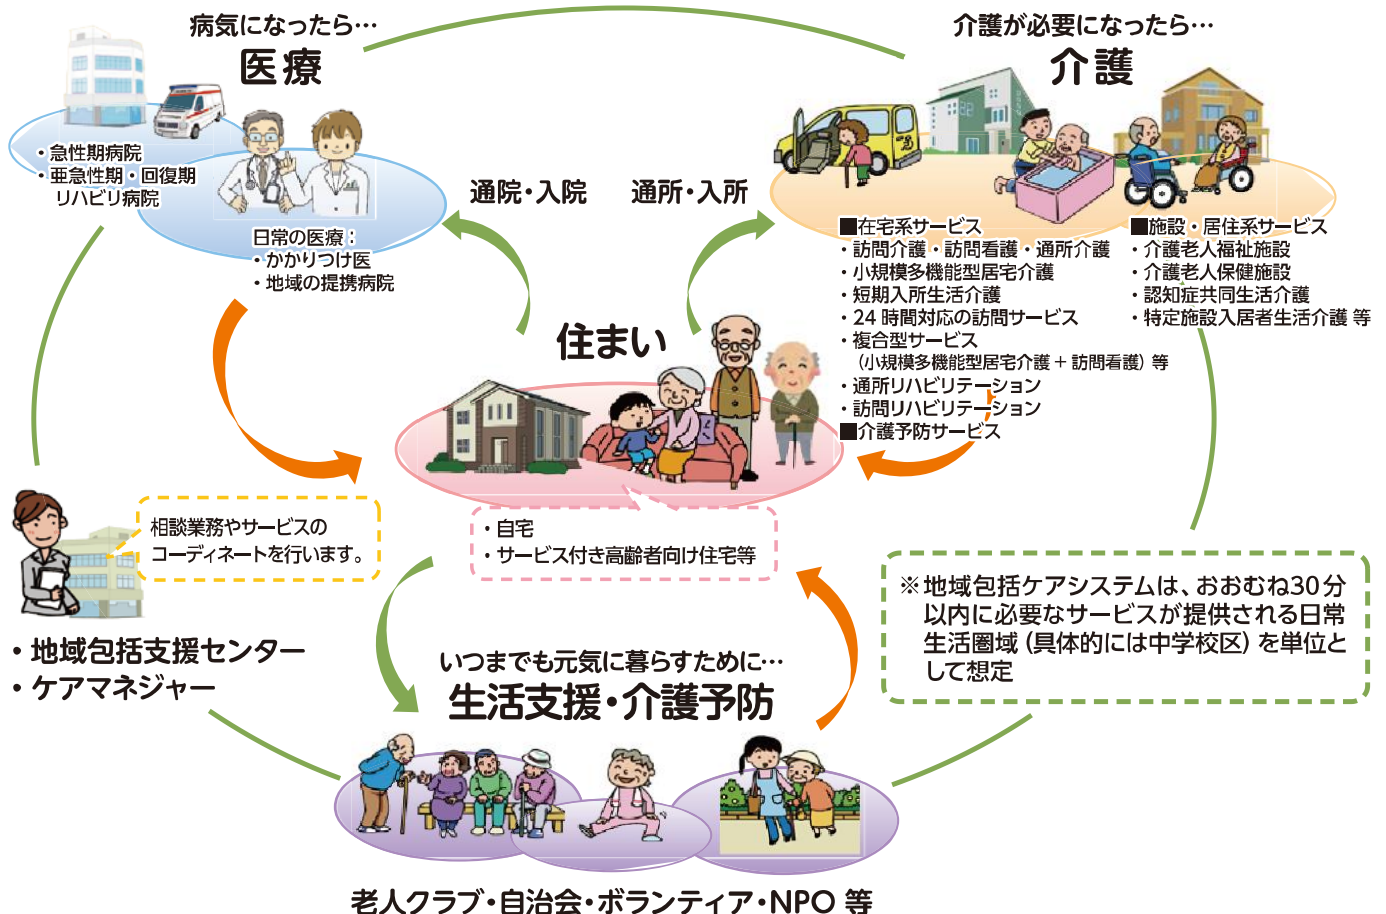 病気になったら…
医療
・急性期病院
・亜急性期・回復期
リハビリ病院
日常の医療：
・かかりつけ医
・地域の提携病院
通院・入院
通所・入所
介護が必要になったら…
介護
■在宅系サービス
・訪問介護・訪問看護・通所介護
・小規模多機能型居宅介護
・短期入所生活介護
・24 時間対応の訪問サービス
・複合型サービス
（小規模多機能型居宅介護 + 訪問看護）等
・通所リハビリテーション
・訪問リハビリテーション
■介護予防サービス
■施設・居住系サービス
・介護老人福祉施設
・介護老人保健施設
・認知症共同生活介護
・特定施設入居者生活介護 等
住まい
・自宅
・サービス付き高齢者向け住宅等
相談業務やサービスの
コーディネートを行います。
・地域包括支援センター
・ケアマネジャー
※地域包括ケアシステムは、おおむね30分
以内に必要なサービスが提供される日常
生活圏域（具体的には中学校区）を単位と
して想定
いつまでも元気に暮らすために…
生活支援・介護予防
老人クラブ・自治会・ボランティア・NPO 等